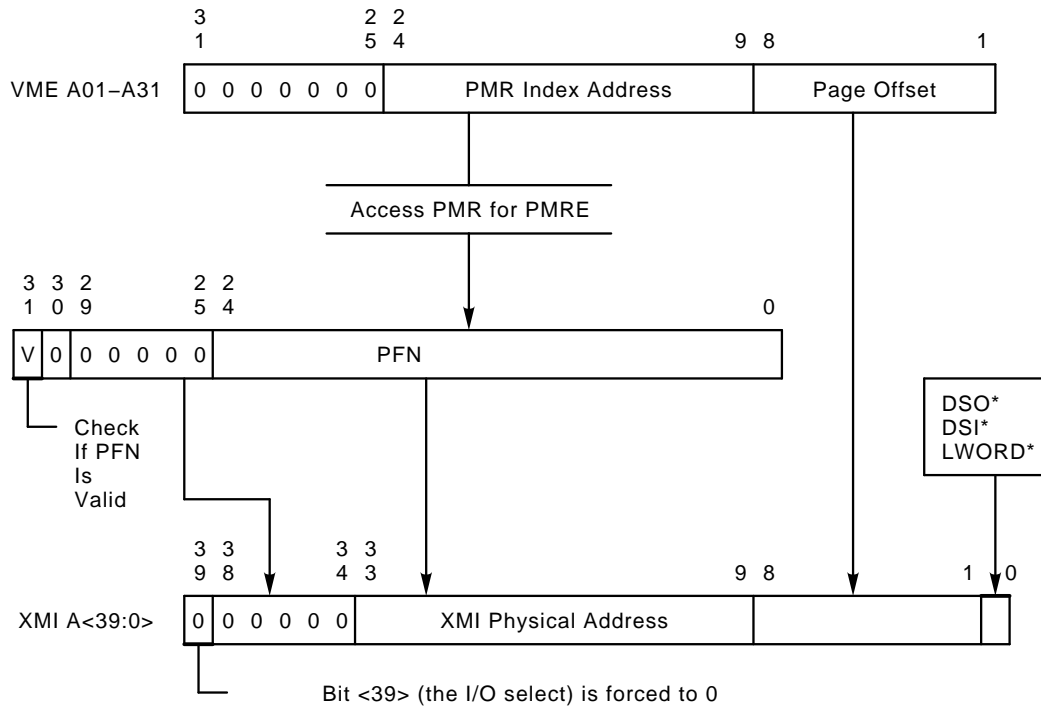 3 2 2
1 5 4 9 8 1
VME A01–A31 0 0 0 0 0 0 0 PMR Index Address Page Offset
Access PMR for PMRE
3 3 2 2 2
1 0 9 5 4 0
V 0 0 0 0 0 0 PFN
Check
If PFN
Is
Valid
DSO*
DSI*
LWORD*
3 3 3 3
9 8 4 3 9 8 1 0
XMI A<39:0> 0 0 0 0 0 0 XMI Physical Address
Bit <39> (the I/O select) is forced to 0